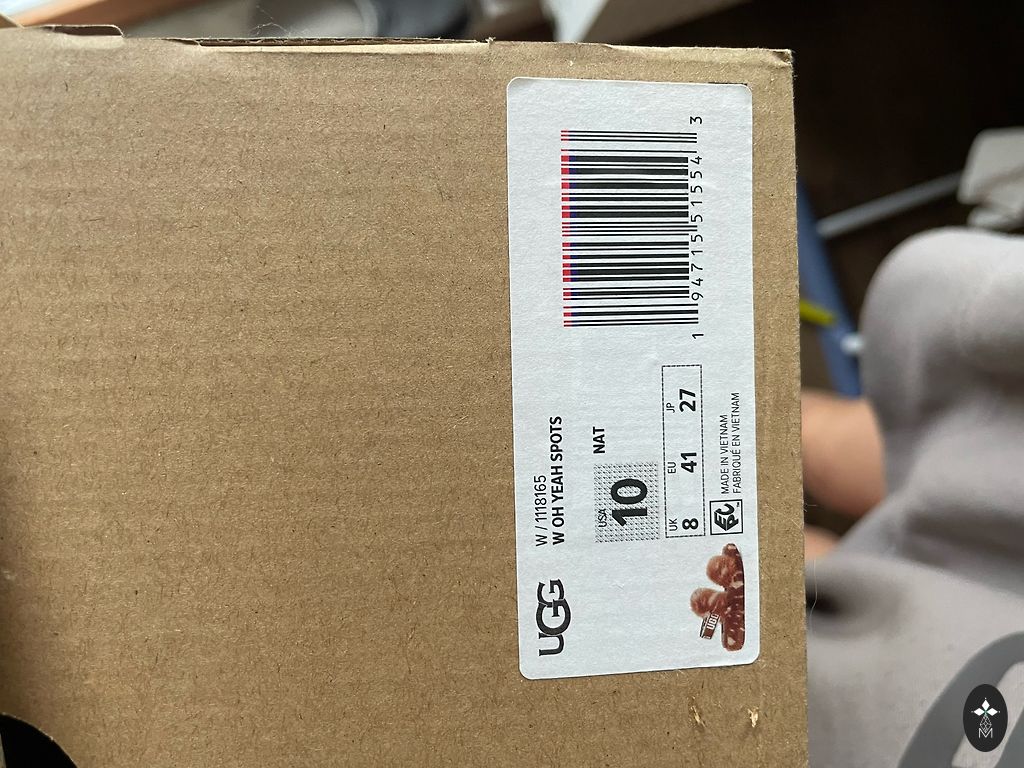 UGG
W / 1118165
W OH YEAH SPOTS
USA
10
NAT
UK EU JP
8 41 27
MADE IN VIETNAM
FABRIQUÉ EN VIETNAM
1 94715 51554 3
UGG
M